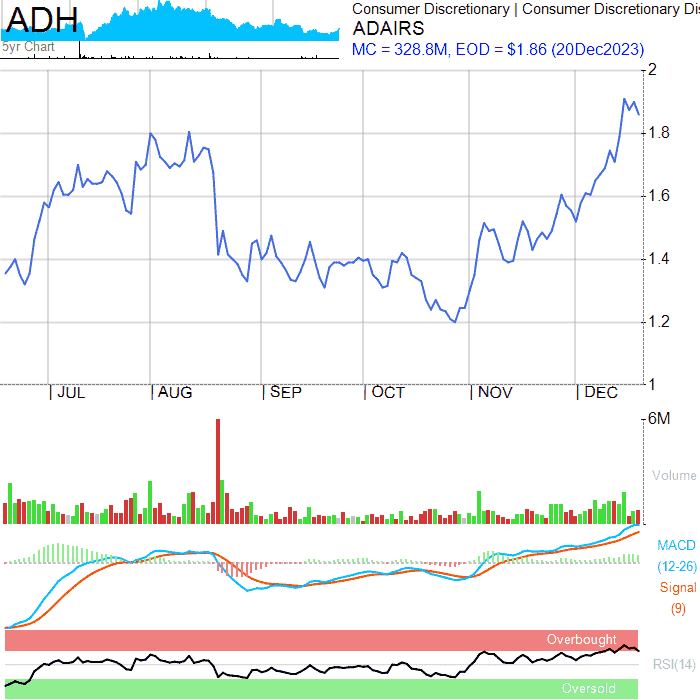 ADH
5yr Chart
Consumer Discretionary | Consumer Discretionary Dis
ADAIRS
MC = 328.8M, EOD = $1.86 (20Dec2023)
2
1.8
1.6
1.4
1.2
1
JUL AUG SEP OCT NOV DEC
6M
Volume
MACD
(12-26)
Signal
(9)
Overbought
RSI(14)
Oversold